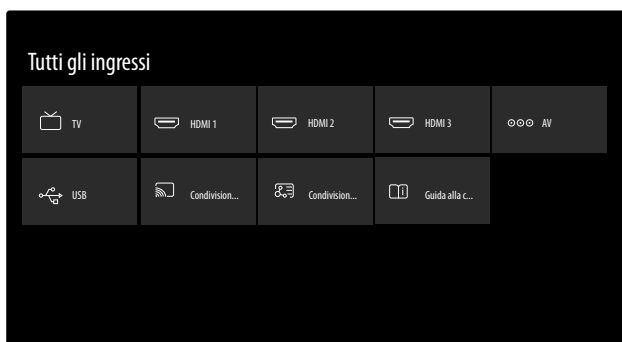 Tutti gli ingressi
TV
HDMI 1
HDMI 2
HDMI 3
AV
USB
Condivision...
Condivision...
Guida alla c...